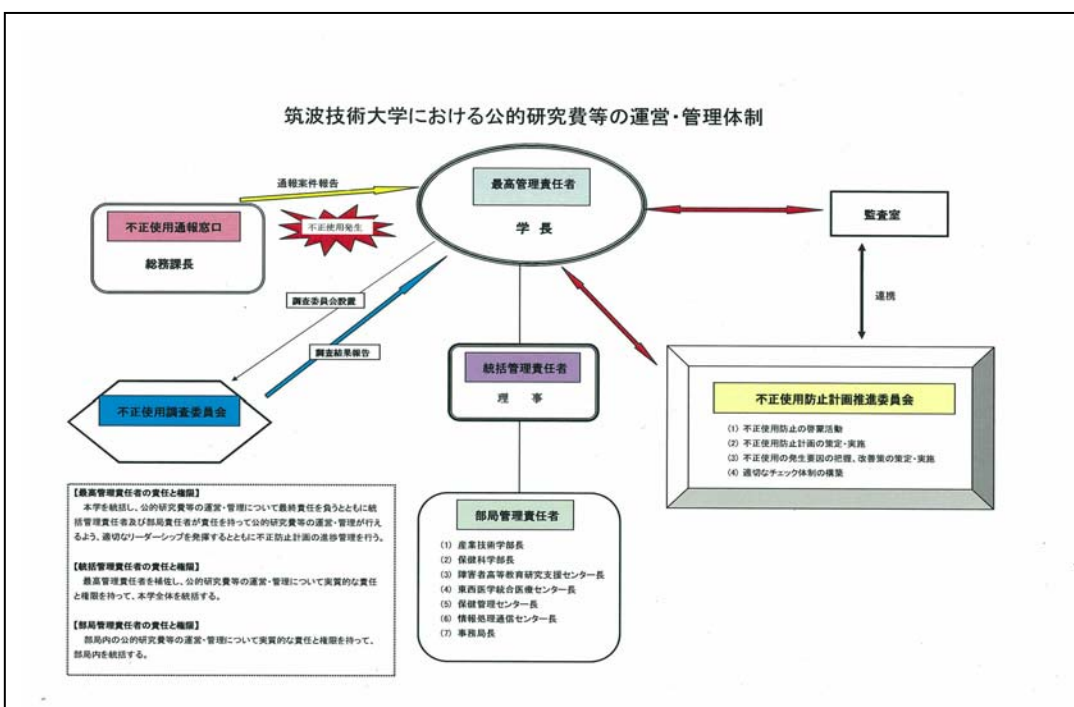 筑波技術大学における公的研究費等の運営・管理体制
通報案件報告
最高管理責任者
学長
不正使用通報窓口
総務課長
不正使用発生
監査室
連携
調査委員会設置
調査結果報告
不正使用調査委員会
統括管理責任者
理事
不正使用防止計画推進委員会
(1) 不正使用防止の啓蒙活動
(2) 不正使用防止計画の策定・実施
(3) 不正使用の発生要因の把握、改善策の策定・実施
(4) 適切なチェック体制の構築
部局管理責任者
(1) 産業技術学部長
(2) 保健科学部長
(3) 障害者高等教育研究支援センター長
(4) 東西医学統合医療センター長
(5) 保健管理センター長
(6) 情報処理通信センター長
(7) 事務局長
【最高管理責任者の責任と権限】
本学を統括し、公的研究費等の運営・管理について最終責任を負うとともに統
括管理責任者及び部局責任者が責任を持って公的研究費等の運営・管理が行え
るよう、適切なリーダーシップを発揮するとともに不正防止計画の進捗管理を行う。
【統括管理責任者の責任と権限】
最高管理責任者を補佐し、公的研究費等の運営・管理について実質的な責任
と権限を持って、本学全体を統括する。
【部局管理責任者の責任と権限】
部局内の公的研究費等の運営・管理について実質的な責任と権限を持って、
部局内を統括する。